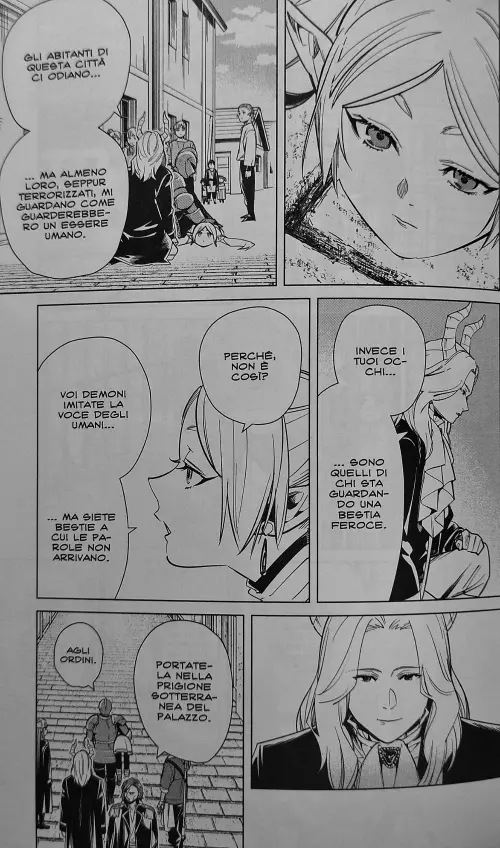 GLI ABITANTI DI
QUESTA CITTÀ
CI ODIANO...
... MA ALMENO
LORO, SEPPUR
TERRORIZZATI, MI
GUARDANO COME
GUARDEREBBE-
RO UN ESSERE
UMANO.
INVECE I
TUOI OC-
CHI...
... SONO
QUELLI DI
CHI STA
GUARDAN-
DO UNA
BESTIA
FEROCE.
PERCHÉ,
NON È
COSÌ?
VOI DEMONI
IMITATE LA
VOCE DEGLI
UMANI...
... MA SIETE
BESTIE A
CUI LE PA-
ROLE NON
ARRIVANO.
PORTATE-
LA NELLA
PRIGIONE
SOTTERRA-
NEA DEL
PALAZZO.
AGLI
ORDINI.